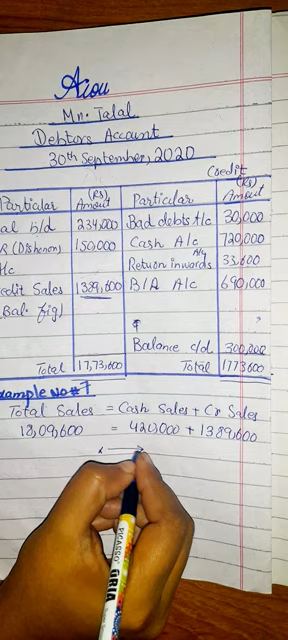 Aiou
Mr. Talal
Debtors Account
30th September, 2020
Credit
Particular (Rs) Amount Particular (Rs) Amount
al b/d 234,000 Bad debts A/c 30,000
R (Dishonor) 150,000 Cash A/c 720,000
A/c Return inwards A/c 33,600
edit Sales 1389,600 B/R A/c 690,000
Bal. fig)
Balance c/d 300,000
Total 17,73,600 Total 1773600
xample No # 7
Total Sales = Cash Sales + Cr Sales
18,09,600 = 420,000 + 1389,600
PICASSO GRIA